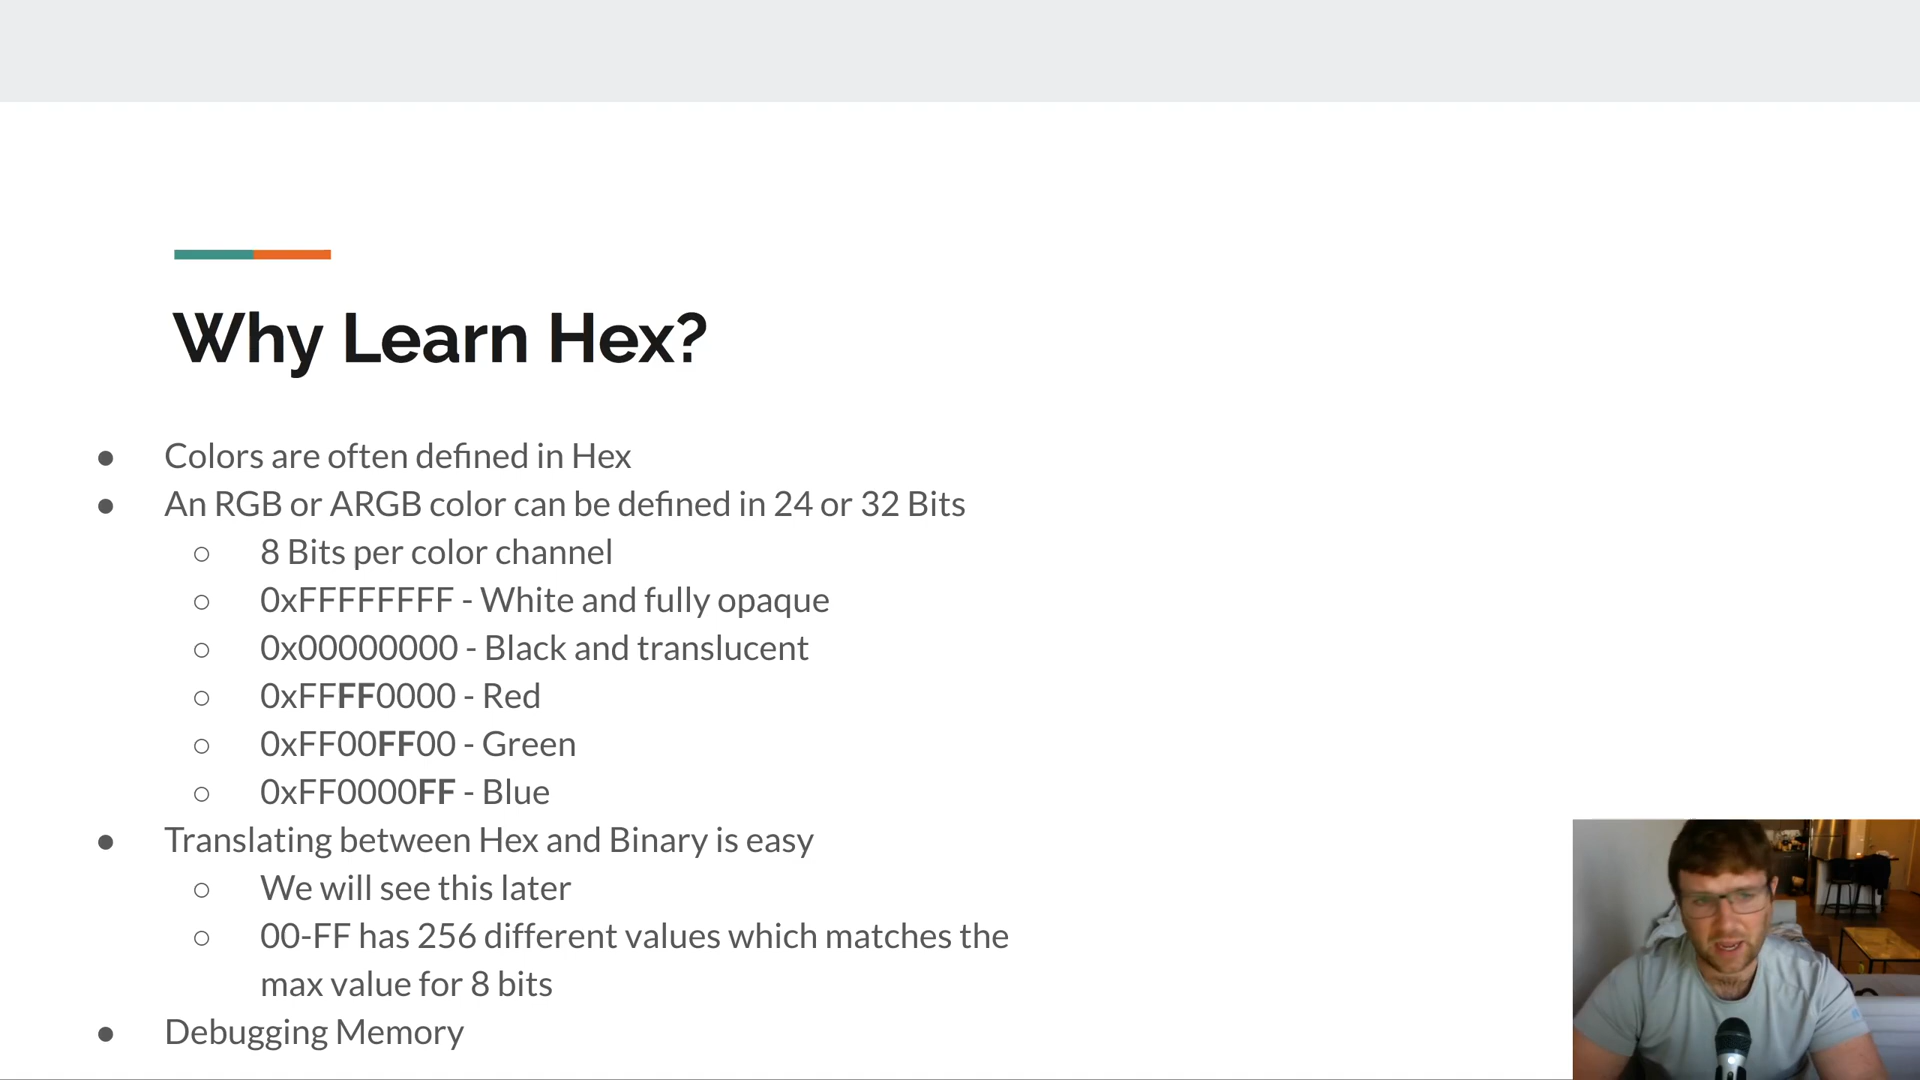 Why Learn Hex?
● Colors are often defined in Hex
● An RGB or ARGB color can be defined in 24 or 32 Bits
○ 8 Bits per color channel
○ 0xFFFFFFFF - White and fully opaque
○ 0x00000000 - Black and translucent
○ 0xFFFF0000 - Red
○ 0xFF00FF00 - Green
○ 0xFF0000FF - Blue
● Translating between Hex and Binary is easy
○ We will see this later
○ 00-FF has 256 different values which matches the
max value for 8 bits
● Debugging Memory